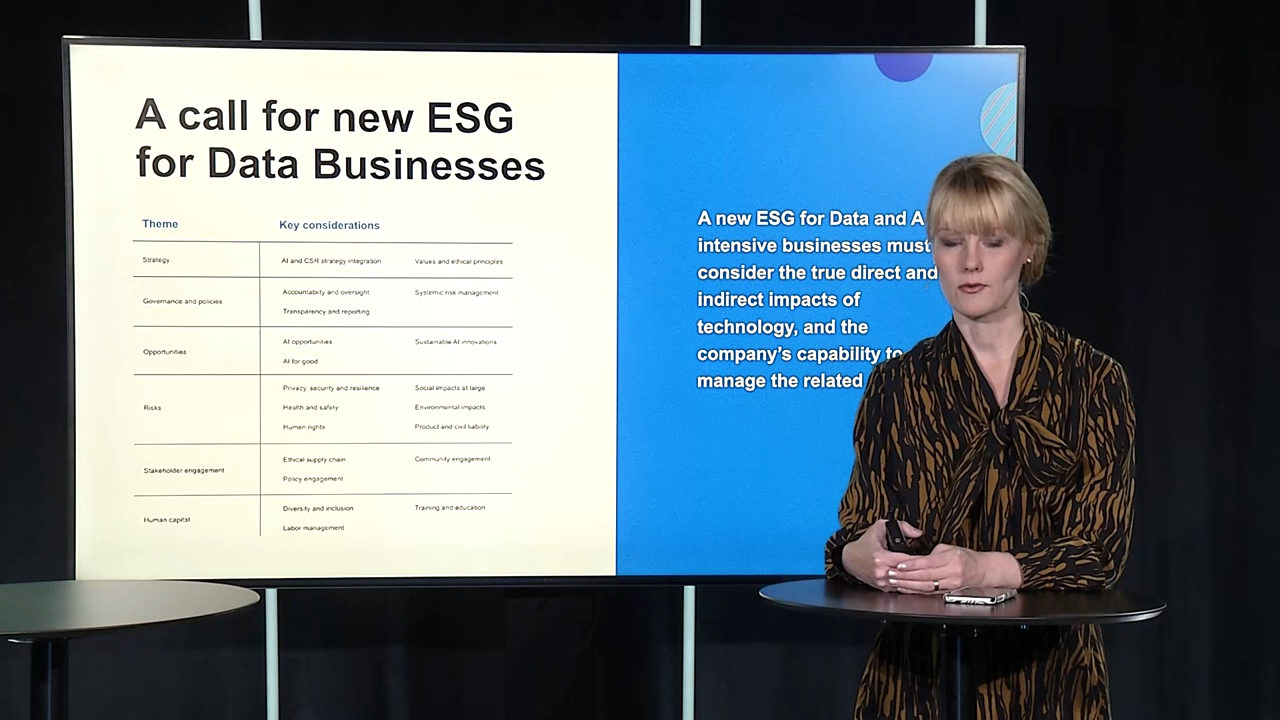 A call for new ESG
for Data Businesses
Theme Key considerations
Strategy AI and CSR strategy integration Values and ethical principles
Governance and policies Accountability and oversight Systemic risk management
Transparency and reporting
Opportunities AI opportunities Sustainable AI innovations
AI for good
Risks Privacy, security and resilience Social impacts at large
Health and safety Environmental impacts
Human rights Product and civil liability
Stakeholder engagement Ethical supply chain Community engagement
Policy engagement
Human capital Diversity and inclusion Training and education
Labor management
A new ESG for Data and A
intensive businesses must
consider the true direct and
indirect impacts of
technology, and the
company's capability to
manage the related